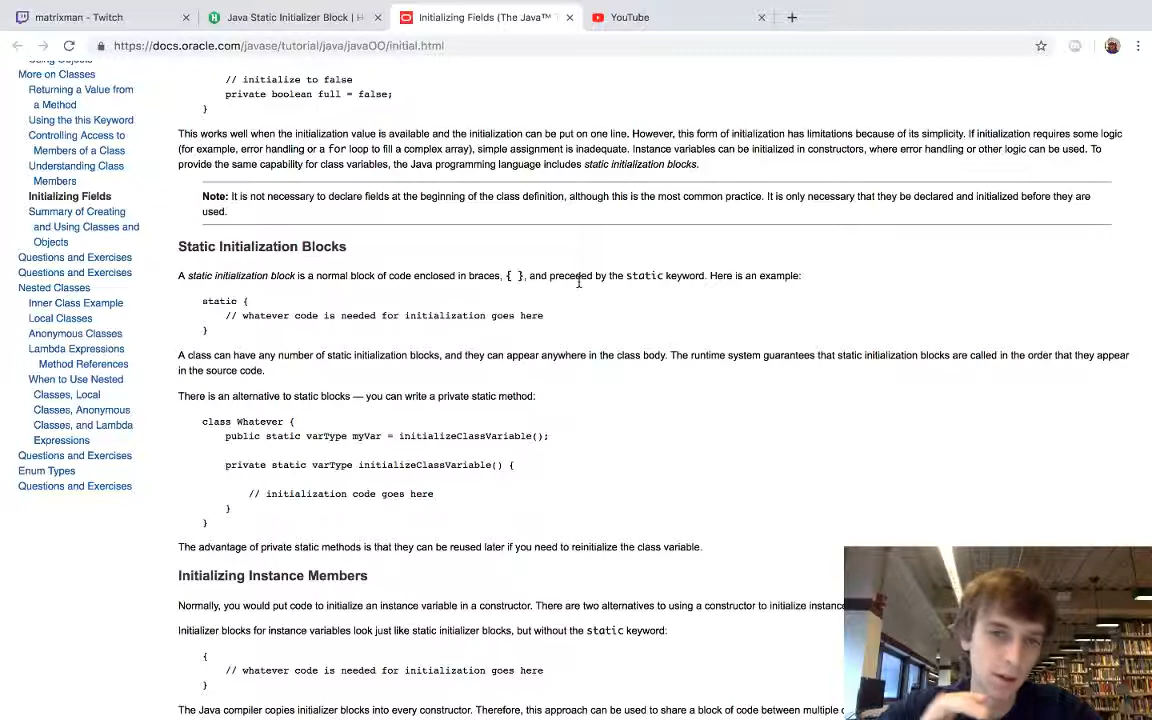 matrixman - Twitch
Java Static Initializer Block | H
Initializing Fields (The Java™ T
YouTube
https://docs.oracle.com/javase/tutorial/java/javaOO/initial.html
Using Objects
More on Classes
Returning a Value from
a Method
Using the this Keyword
Controlling Access to
Members of a Class
Understanding Class
Members
Initializing Fields
Summary of Creating
and Using Classes and
Objects
Questions and Exercises
Questions and Exercises
Nested Classes
Inner Class Example
Local Classes
Anonymous Classes
Lambda Expressions
Method References
When to Use Nested
Classes, Local
Classes, Anonymous
Classes, and Lambda
Expressions
Questions and Exercises
Enum Types
Questions and Exercises
// initialize to false
private boolean full = false;
}
This works well when the initialization value is available and the initialization can be put on one line. However, this form of initialization has limitations because of its simplicity. If initialization requires some logic
(for example, error handling or a for loop to fill a complex array), simple assignment is inadequate. Instance variables can be initialized in constructors, where error handling or other logic can be used. To
provide the same capability for class variables, the Java programming language includes static initialization blocks.
Note: It is not necessary to declare fields at the beginning of the class definition, although this is the most common practice. It is only necessary that they be declared and initialized before they are
used.
Static Initialization Blocks
A static initialization block is a normal block of code enclosed in braces, { }, and preceded by the static keyword. Here is an example:
static {
// whatever code is needed for initialization goes here
}
A class can have any number of static initialization blocks, and they can appear anywhere in the class body. The runtime system guarantees that static initialization blocks are called in the order that they appear
in the source code.
There is an alternative to static blocks — you can write a private static method:
class Whatever {
public static varType myVar = initializeClassVariable();
private static varType initializeClassVariable() {
// initialization code goes here
}
}
The advantage of private static methods is that they can be reused later if you need to reinitialize the class variable.
Initializing Instance Members
Normally, you would put code to initialize an instance variable in a constructor. There are two alternatives to using a constructor to initialize instance
Initializer blocks for instance variables look just like static initializer blocks, but without the static keyword:
{
// whatever code is needed for initialization goes here
}
The Java compiler copies initializer blocks into every constructor. Therefore, this approach can be used to share a block of code between multiple